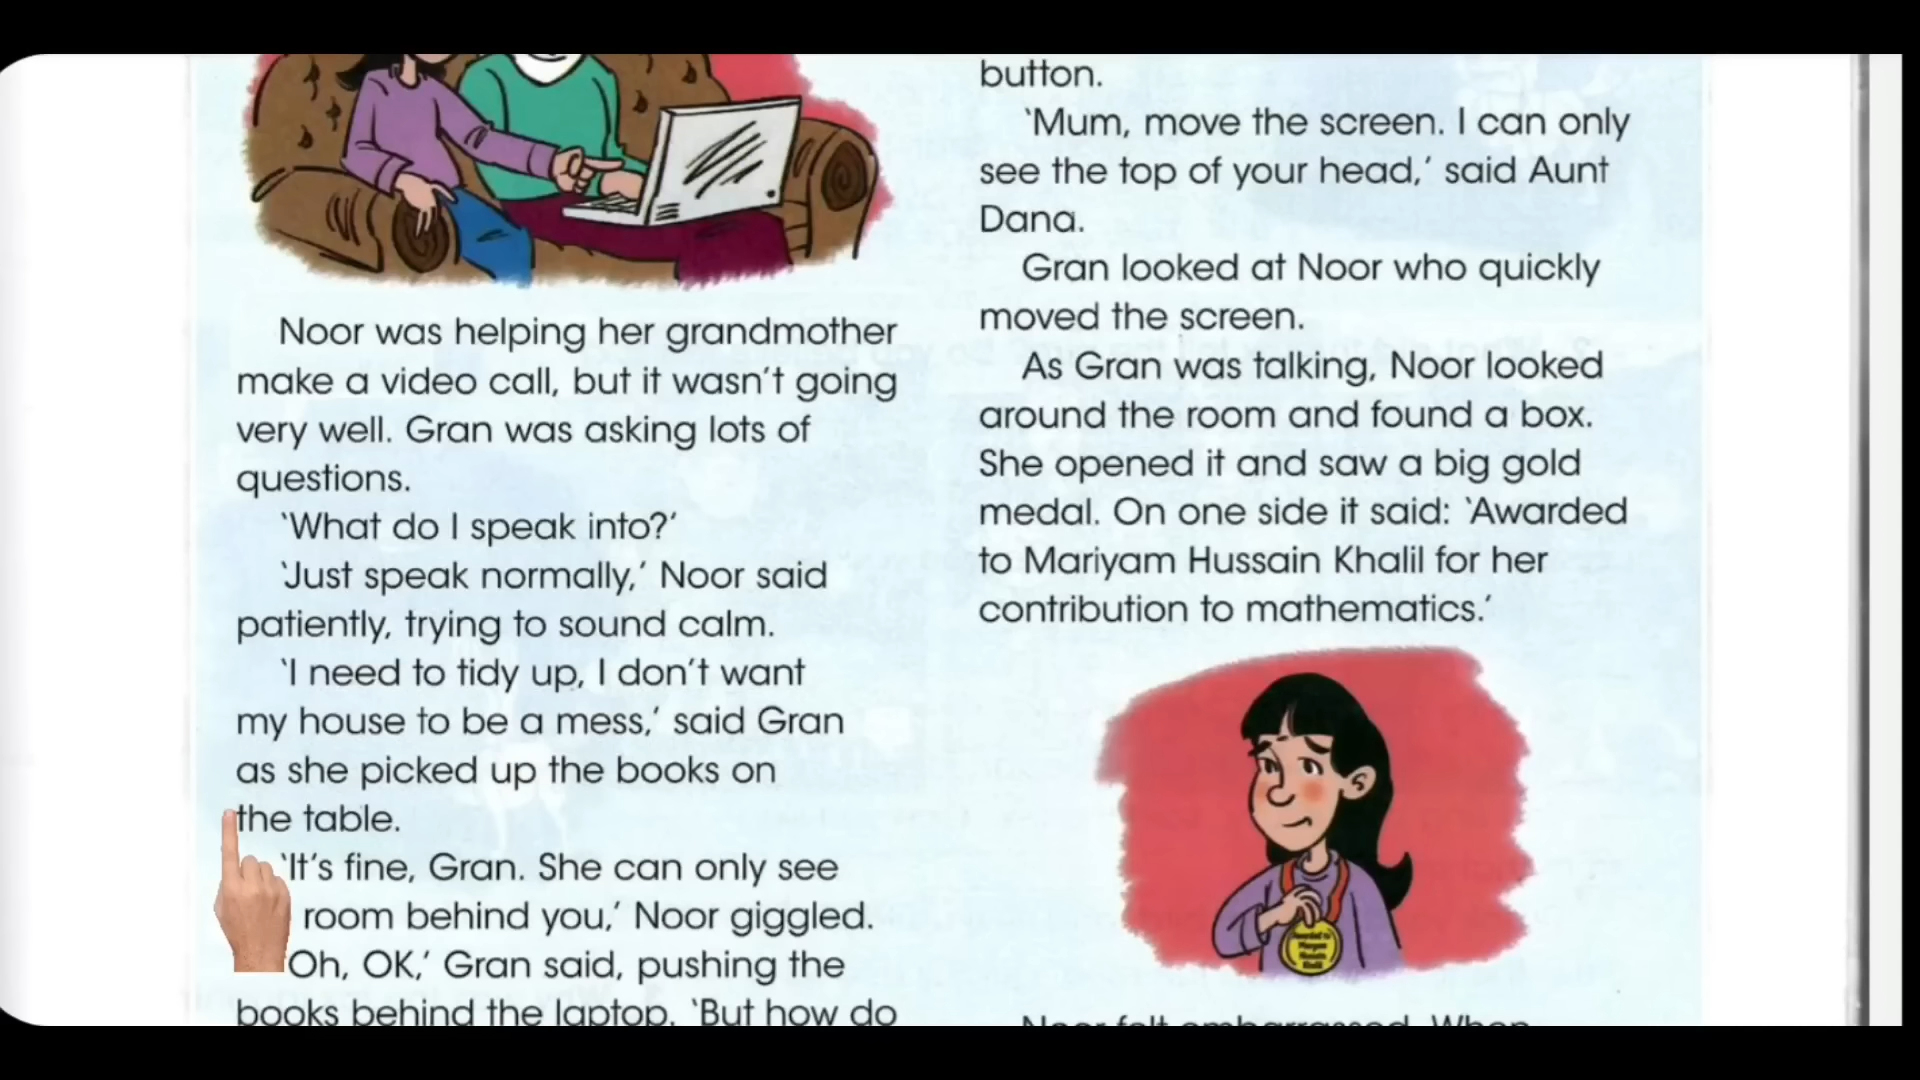 Noor was helping her grandmother
make a video call, but it wasn't going
very well. Gran was asking lots of
questions.
'What do I speak into?'
'Just speak normally,' Noor said
patiently, trying to sound calm.
'I need to tidy up, I don't want
my house to be a mess,' said Gran
as she picked up the books on
the table.
'It's fine, Gran. She can only see
room behind you,' Noor giggled.
Oh, OK,' Gran said, pushing the
books behind the laptop. 'But how do
button.
'Mum, move the screen. I can only
see the top of your head,' said Aunt
Dana.
Gran looked at Noor who quickly
moved the screen.
As Gran was talking, Noor looked
around the room and found a box.
She opened it and saw a big gold
medal. On one side it said: 'Awarded
to Mariyam Hussain Khalil for her
contribution to mathematics.'
Noor felt embarrassed. When